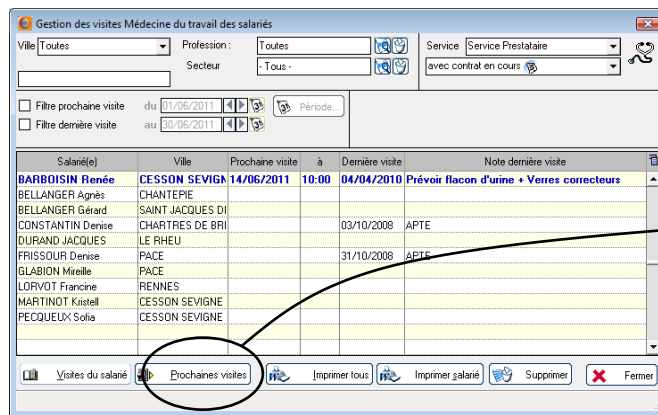 Gestion des visites Médecine du travail des salariés
Ville Toutes Profession : Toutes Service Service Prestataire
Secteur - Tous - avec contrat en cours
Filtre prochaine visite du 01/06/2011 Période...
Filtre dernière visite au 30/06/2011
Salarié(e) Ville Prochaine visite à Dernière visite Note dernière visite
BARBOISIN Renée CESSON SEVIGN 14/06/2011 10:00 04/04/2010 Prévoir flacon d'urine + Verres correcteurs
BELLANGER Agnès CHANTEPIE
BELLANGER Gérard SAINT JACQUES DI
CONSTANTIN Denise CHARTRES DE BRI 03/10/2008 APTE
DURAND JACQUES LE RHEU
FRISSOUR Denise PACE 31/10/2008 APTE
GLABION Mireille PACE
LORVOT Francine RENNES
MARTINOT Kristell CESSON SEVIGNE
PECQUEUX Sofia CESSON SEVIGNE
Visites du salarié Prochaines visites Imprimer tous Imprimer salarié Supprimer Fermer